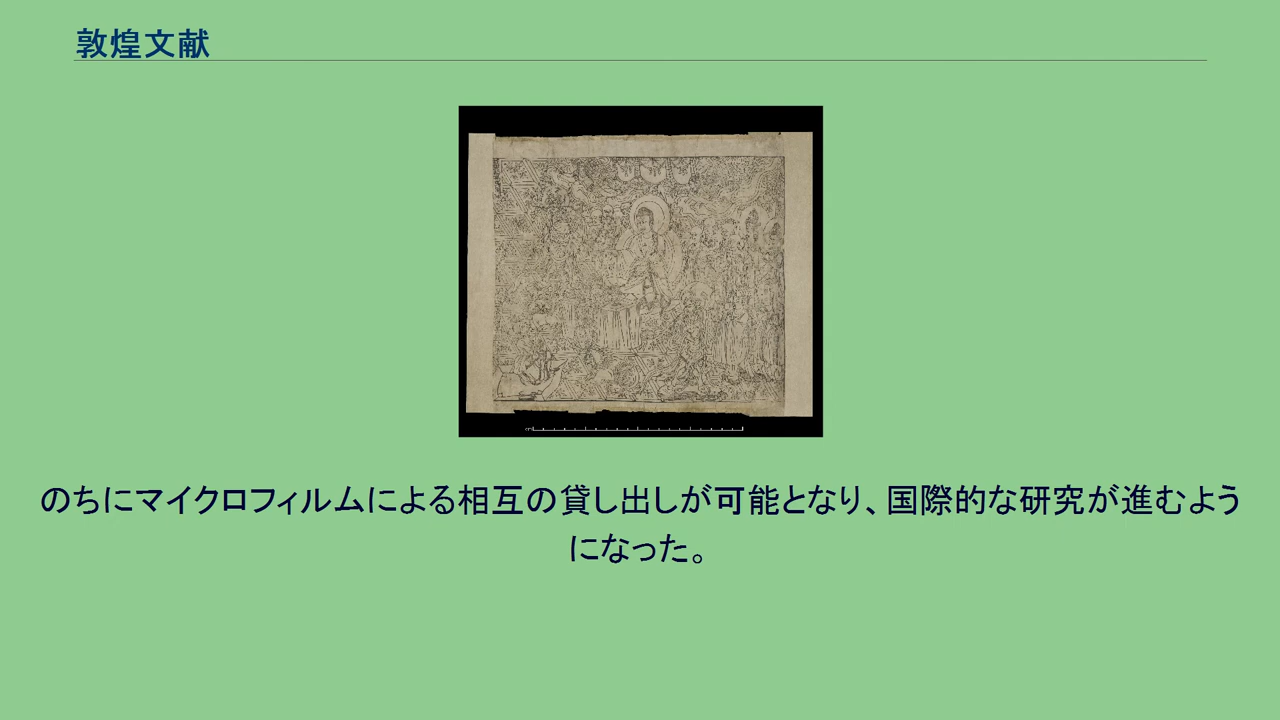 敦煌文献
のちにマイクロフィルムによる相互の貸し出しが可能となり、国際的な研究が進むよう
になった。